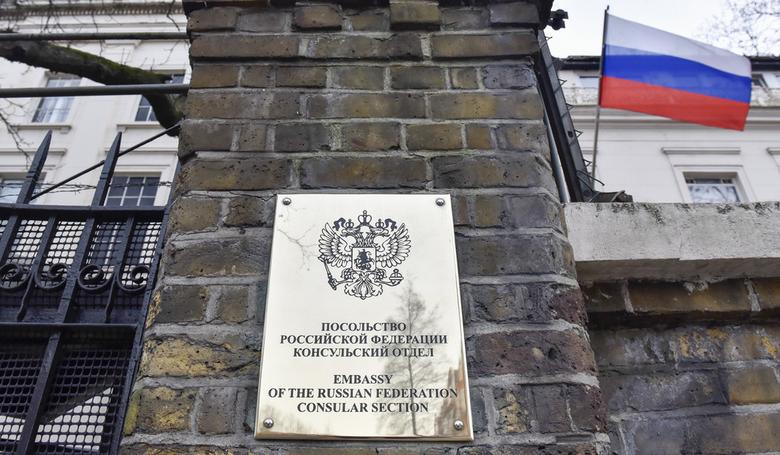 ПОСОЛЬСТВО
РОССИЙСКОЙ ФЕДЕРАЦИИ
КОНСУЛЬСКИЙ ОТДЕЛ
EMBASSY
OF THE RUSSIAN FEDERATION
CONSULAR SECTION